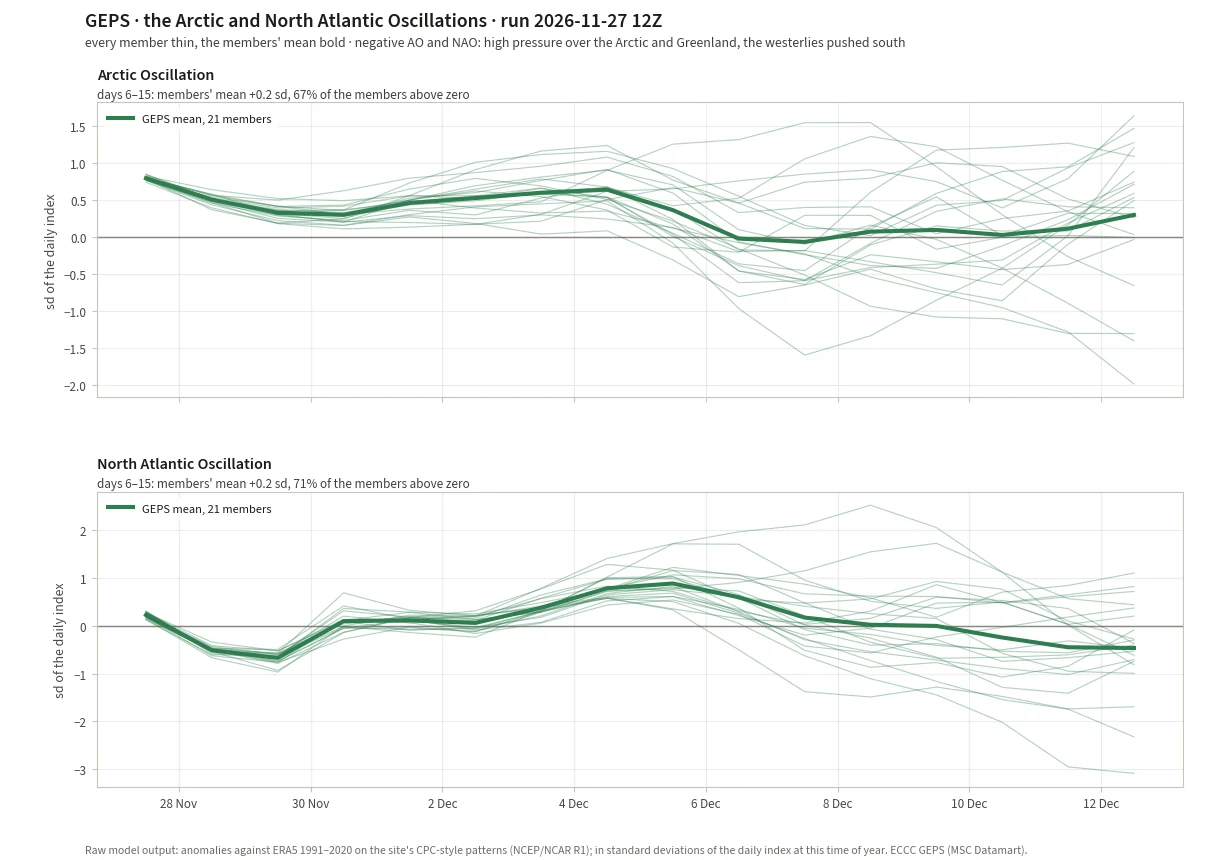 GEPS · the Arctic and North Atlantic Oscillations · run 2026-11-27 12Z
every member thin, the members' mean bold · negative AO and NAO: high pressure over the Arctic and Greenland, the westerlies pushed south
Arctic Oscillation
days 6–15: members' mean +0.2 sd, 67% of the members above zero
GEPS mean, 21 members
1.5
1.0
0.5
0.0
−0.5
−1.0
−1.5
−2.0
sd of the daily index
North Atlantic Oscillation
days 6–15: members' mean +0.2 sd, 71% of the members above zero
GEPS mean, 21 members
2
1
0
−1
−2
−3
sd of the daily index
28 Nov 30 Nov 2 Dec 4 Dec 6 Dec 8 Dec 10 Dec 12 Dec
Raw model output: anomalies against ERA5 1991–2020 on the site's CPC-style patterns (NCEP/NCAR R1); in standard deviations of the daily index at this time of year. ECCC GEPS (MSC Datamart).